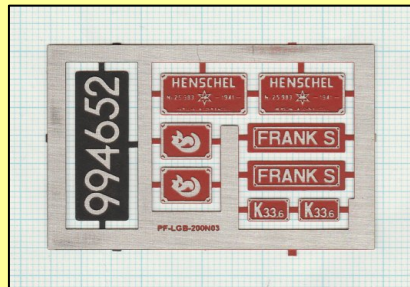 994652
HENSCHEL
HENSCHEL
FRANK S
FRANK S
K33.6
K33.6
PF-LGB-200N03